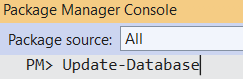 Package Manager Console
Package source: All
PM> Update-Database